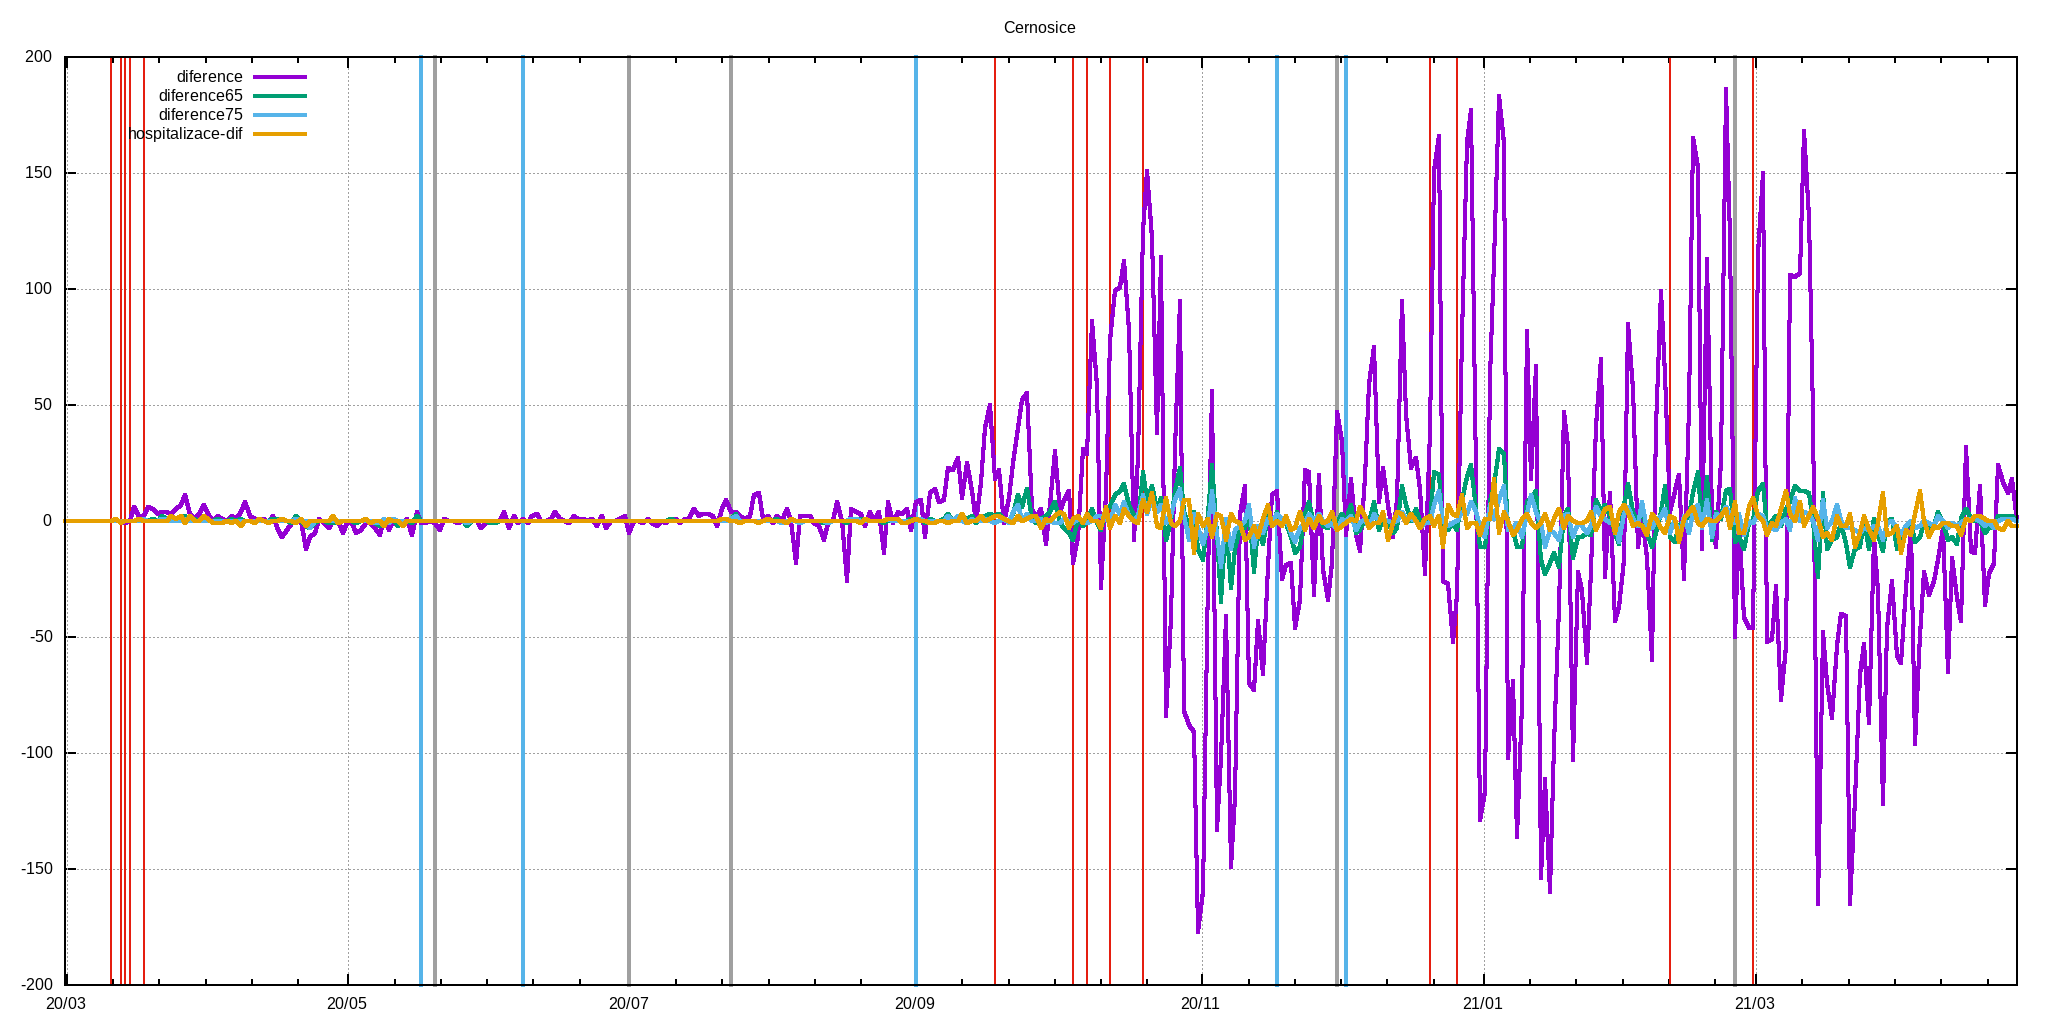 Cernosice
200
diference
diference65
diference75
hospitalizace-dif
150
100
50
0
-50
-100
-150
-200
20/03 20/05 20/07 20/09 20/11 21/01 21/03